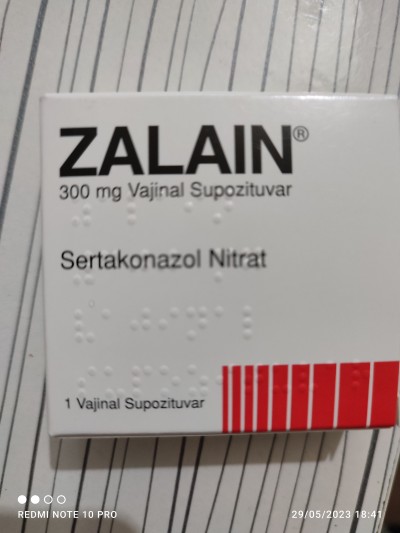 ZALAIN®
300 mg Vajinal Supozituvar
Sertakonazol Nitrat
1 Vajinal Supozituvar
REDMI NOTE 10 PRO
29/05/2023 18:41